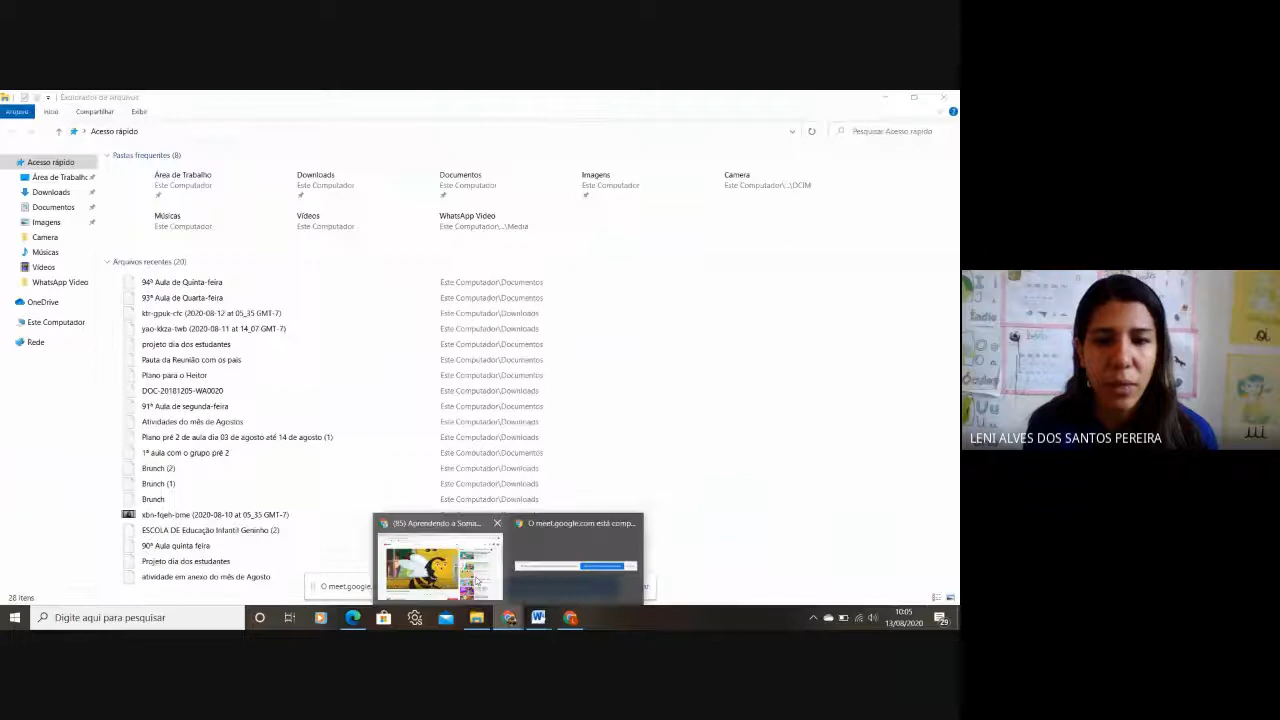 Explorador de Arquivos
Arquivo Início Compartilhar Exibir
Acesso rápido
Pesquisar Acesso rápido
Acesso rápido
Área de Trabalho
Downloads
Documentos
Imagens
Camera
Músicas
Vídeos
WhatsApp Video
OneDrive
Este Computador
Rede
Pastas frequentes (8)
Área de Trabalho
Este Computador
Downloads
Este Computador
Documentos
Este Computador
Imagens
Este Computador
Camera
Este Computador\...\DCIM
Músicas
Este Computador
Vídeos
Este Computador
WhatsApp Video
Este Computador\...\Media
Arquivos recentes (20)
94ª Aula de Quinta-feira Este Computador\Documentos
93ª Aula de Quarta-feira Este Computador\Documentos
ktr-gpuk-cfc (2020-08-12 at 05_35 GMT-7) Este Computador\Downloads
yao-kkza-twb (2020-08-11 at 14_07 GMT-7) Este Computador\Downloads
projeto dia dos estudantes Este Computador\Documentos
Pauta da Reunião com os pais Este Computador\Documentos
Plano para o Heitor Este Computador\Documentos
DOC-20181205-WA0020 Este Computador\Downloads
91ª Aula de segunda-feira Este Computador\Documentos
Atividades do mês de Agostos Este Computador\Downloads
Plano pré 2 de aula dia 03 de agosto até 14 de agosto (1) Este Computador\Downloads
1ª aula com o grupo pré 2 Este Computador\Documentos
Brunch (2) Este Computador\Downloads
Brunch (1) Este Computador\Downloads
Brunch Este Computador\Downloads
xbn-fqeh-bme (2020-08-10 at 05_35 GMT-7)
ESCOLA DE Educação Infantil Geninho (2)
90ª Aula quinta feira
Projeto dia dos estudantes
atividade em anexo do mês de Agosto
(85) Aprendendo a Soma...
O meet.google.com está comp...
O meet.google.
28 itens
Digite aqui para pesquisar
10:05
13/08/2020
29
LENI ALVES DOS SANTOS PEREIRA